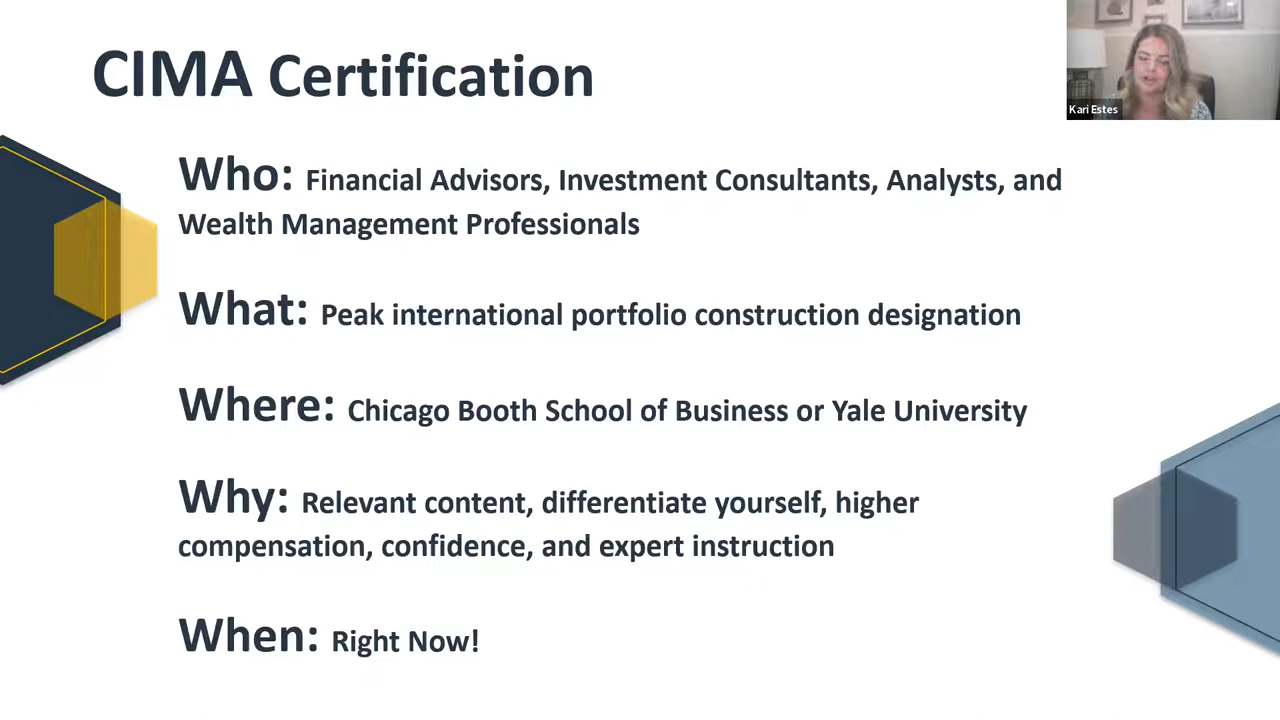 CIMA Certification
Kari Estes
Who: Financial Advisors, Investment Consultants, Analysts, and
Wealth Management Professionals
What: Peak international portfolio construction designation
Where: Chicago Booth School of Business or Yale University
Why: Relevant content, differentiate yourself, higher
compensation, confidence, and expert instruction
When: Right Now!